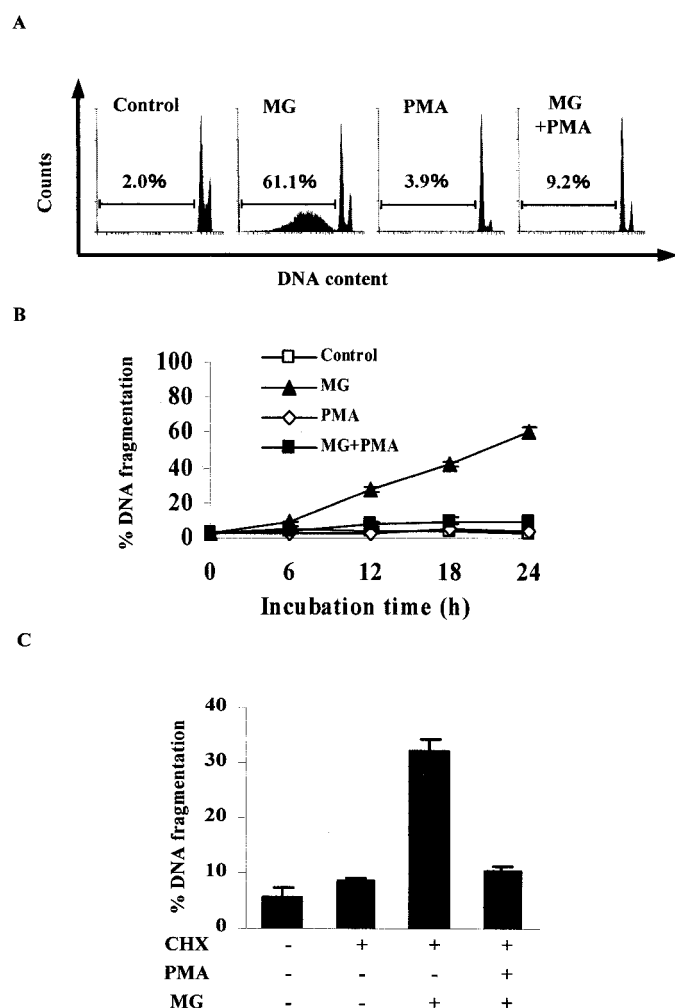 A
Control
MG
PMA
MG
+PMA
2.0%
61.1%
3.9%
9.2%
Counts
DNA content
B
Control
MG
PMA
MG+PMA
100
80
60
40
20
0
% DNA fragmentation
0 6 12 18 24
Incubation time (h)
C
40
30
20
10
0
% DNA fragmentation
CHX - + + +
PMA - - - +
MG - - + +